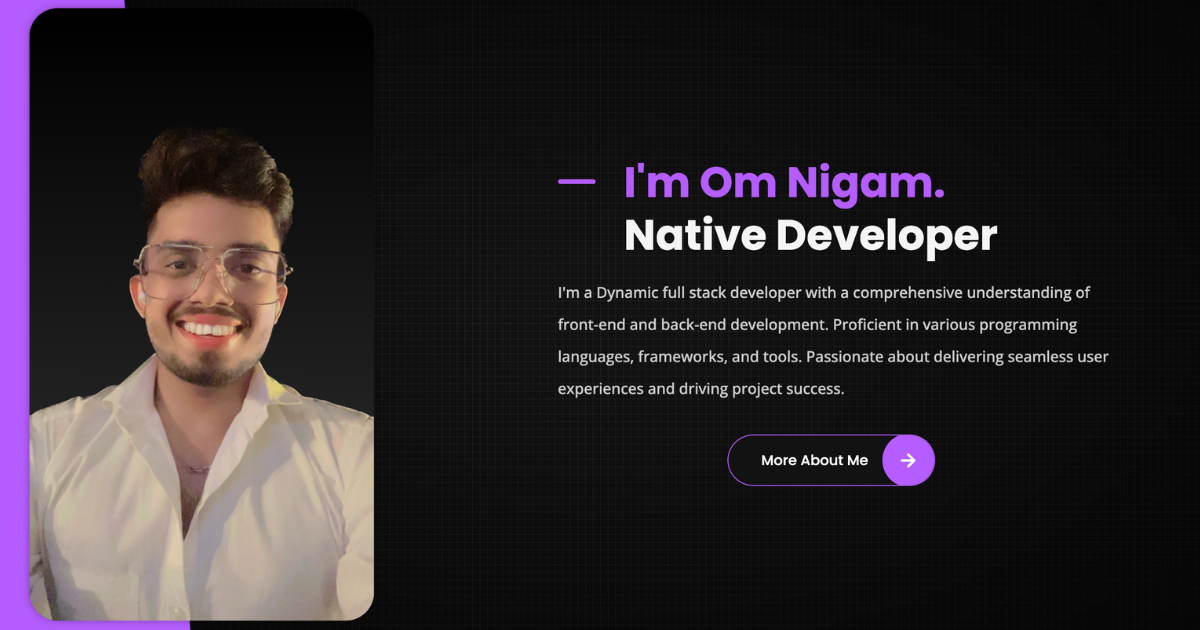 I'm Om Nigam.
Native Developer
I'm a Dynamic full stack developer with a comprehensive understanding of
front-end and back-end development. Proficient in various programming
languages, frameworks, and tools. Passionate about delivering seamless user
experiences and driving project success.
More About Me